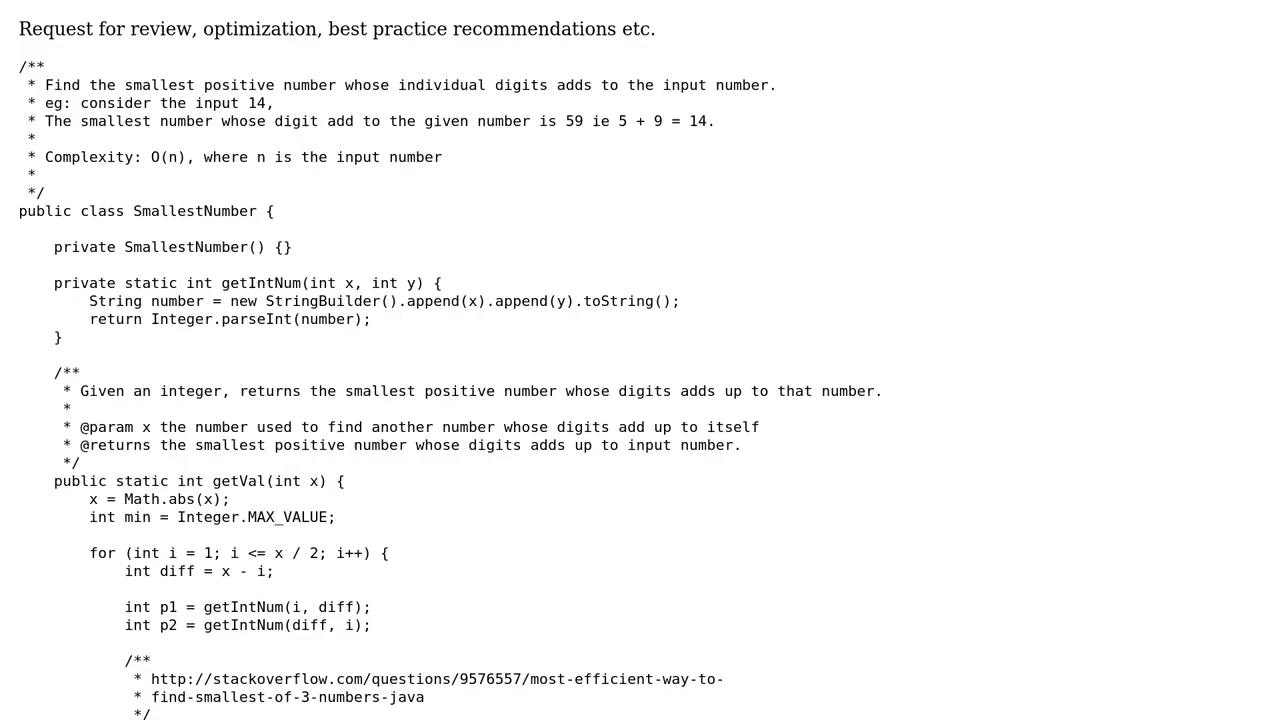 Request for review, optimization, best practice recommendations etc.
/**
 * Find the smallest positive number whose individual digits adds to the input number.
 * eg: consider the input 14,
 * The smallest number whose digit add to the given number is 59 ie 5 + 9 = 14.
 *
 * Complexity: O(n), where n is the input number
 *
 */
public class SmallestNumber {
    private SmallestNumber() {}
    private static int getIntNum(int x, int y) {
        String number = new StringBuilder().append(x).append(y).toString();
        return Integer.parseInt(number);
    }
    /**
     * Given an integer, returns the smallest positive number whose digits adds up to that number.
     *
     * @param x the number used to find another number whose digits add up to itself
     * @returns the smallest positive number whose digits adds up to input number.
     */
    public static int getVal(int x) {
        x = Math.abs(x);
        int min = Integer.MAX_VALUE;
        for (int i = 1; i <= x / 2; i++) {
            int diff = x - i;
            int p1 = getIntNum(i, diff);
            int p2 = getIntNum(diff, i);
            /**
             * http://stackoverflow.com/questions/9576557/most-efficient-way-to-
             * find-smallest-of-3-numbers-java
             */